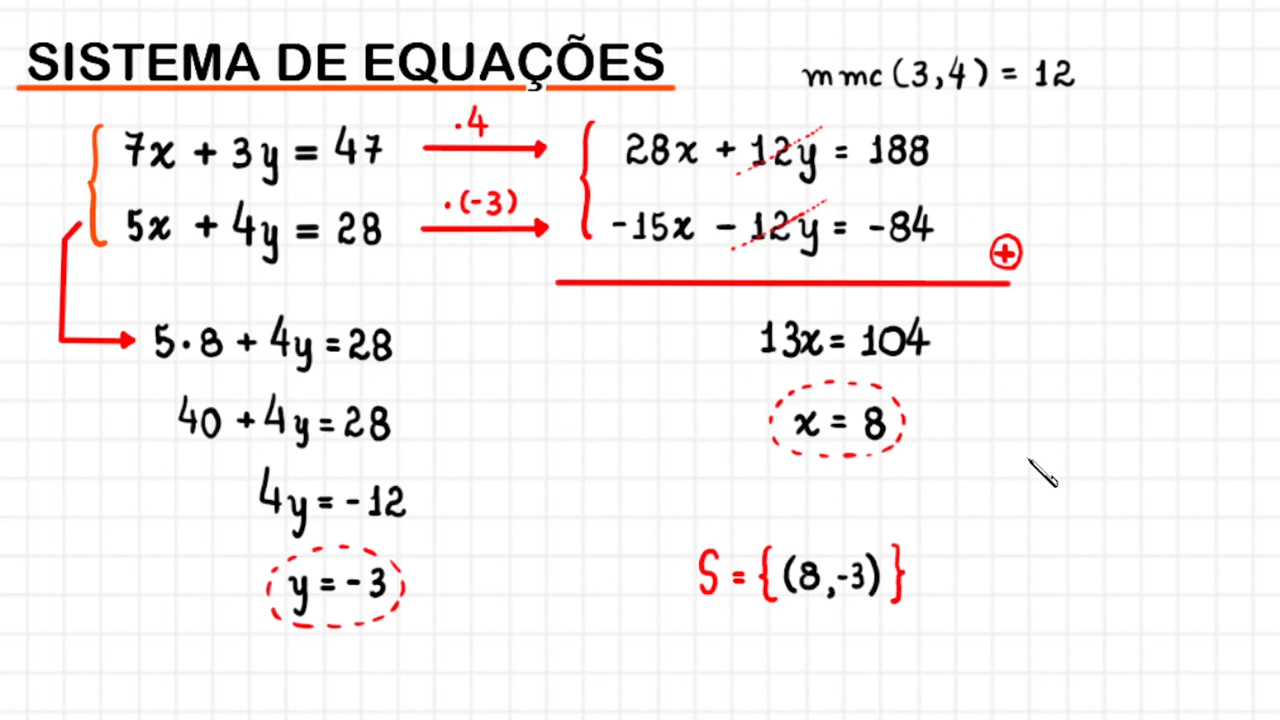 SISTEMA DE EQUAÇÕES
mmc(3,4) = 12
7x + 3y = 47
.4
28x + 12y = 188
5x + 4y = 28
.(-3)
-15x - 12y = -84
+
5.8 + 4y = 28
13x = 104
40 + 4y = 28
x = 8
4y = -12
y = -3
S = {(8,-3)}